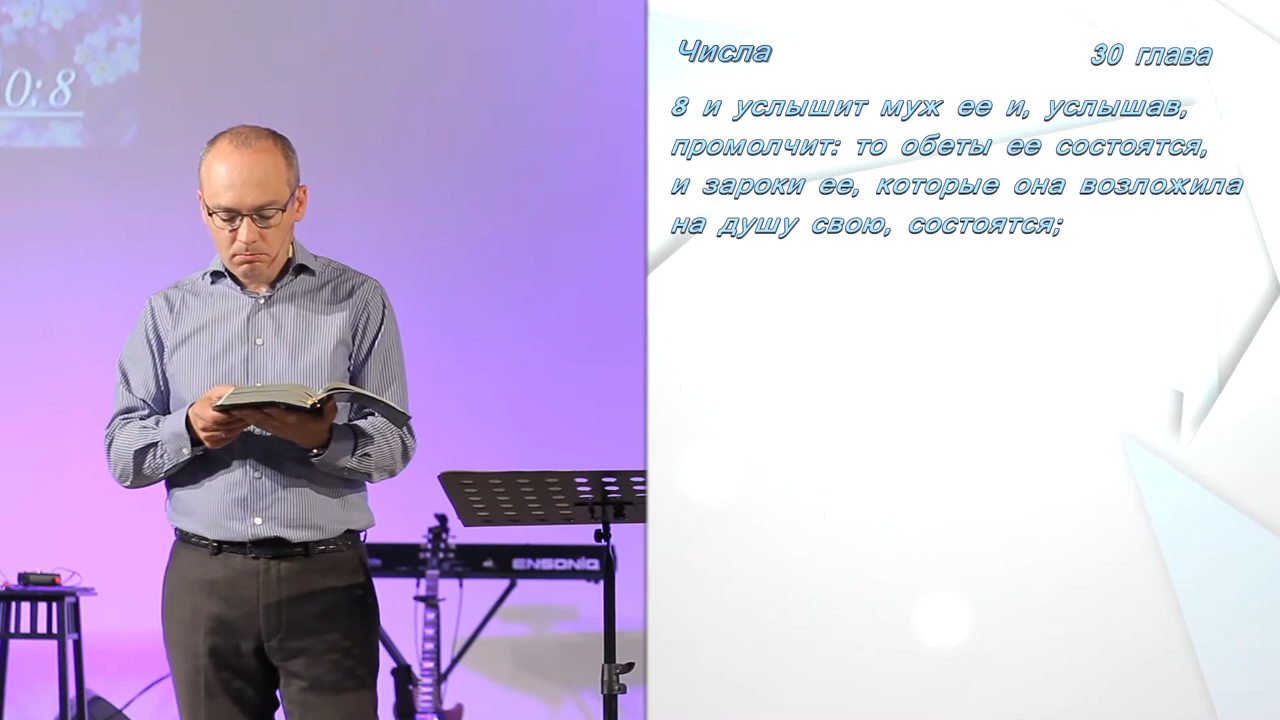 0:8
ENSONIQ
Числа
30 глава
8 и услышит муж ее и, услышав,
промолчит: то обеты ее состоятся,
и зароки ее, которые она возложила
на душу свою, состоятся;